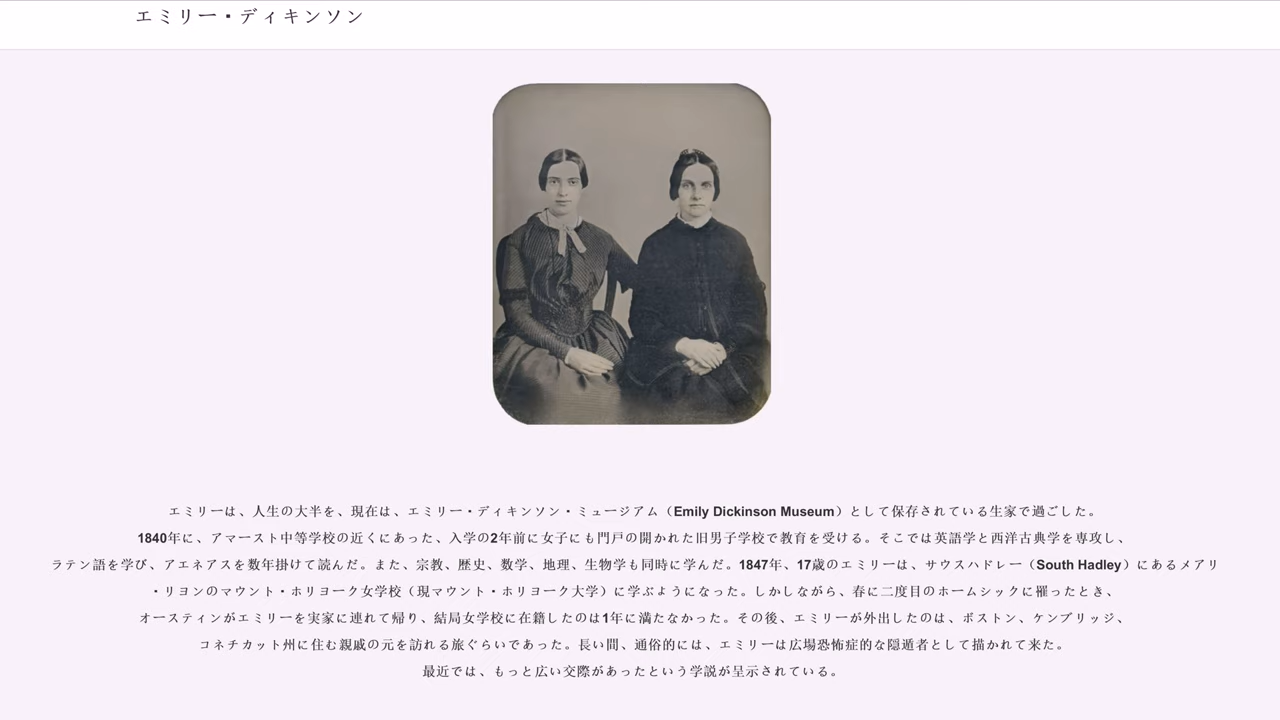 エミリー・ディキンソン
エミリーは、人生の大半を、現在は、エミリー・ディキンソン・ミュージアム（Emily Dickinson Museum）として保存されている生家で過ごした。
1840年に、アマースト中等学校の近くにあった、入学の2年前に女子にも門戸の開かれた旧男子学校で教育を受ける。そこでは英語学と西洋古典学を専攻し、
ラテン語を学び、アエネアスを数年掛けて読んだ。また、宗教、歴史、数学、地理、生物学も同時に学んだ。1847年、17歳のエミリーは、サウスハドレー（South Hadley）にあるメアリ
・リヨンのマウント・ホリヨーク女学校（現マウント・ホリヨーク大学）に学ぶようになった。しかしながら、春に二度目のホームシックに罹ったとき、
オースティンがエミリーを実家に連れて帰り、結局女学校に在籍したのは1年に満たなかった。その後、エミリーが外出したのは、ボストン、ケンブリッジ、
コネチカット州に住む親戚の元を訪れる旅ぐらいであった。長い間、通俗的には、エミリーは広場恐怖症的な隠遁者として描かれて来た。
最近では、もっと広い交際があったという学説が呈示されている。